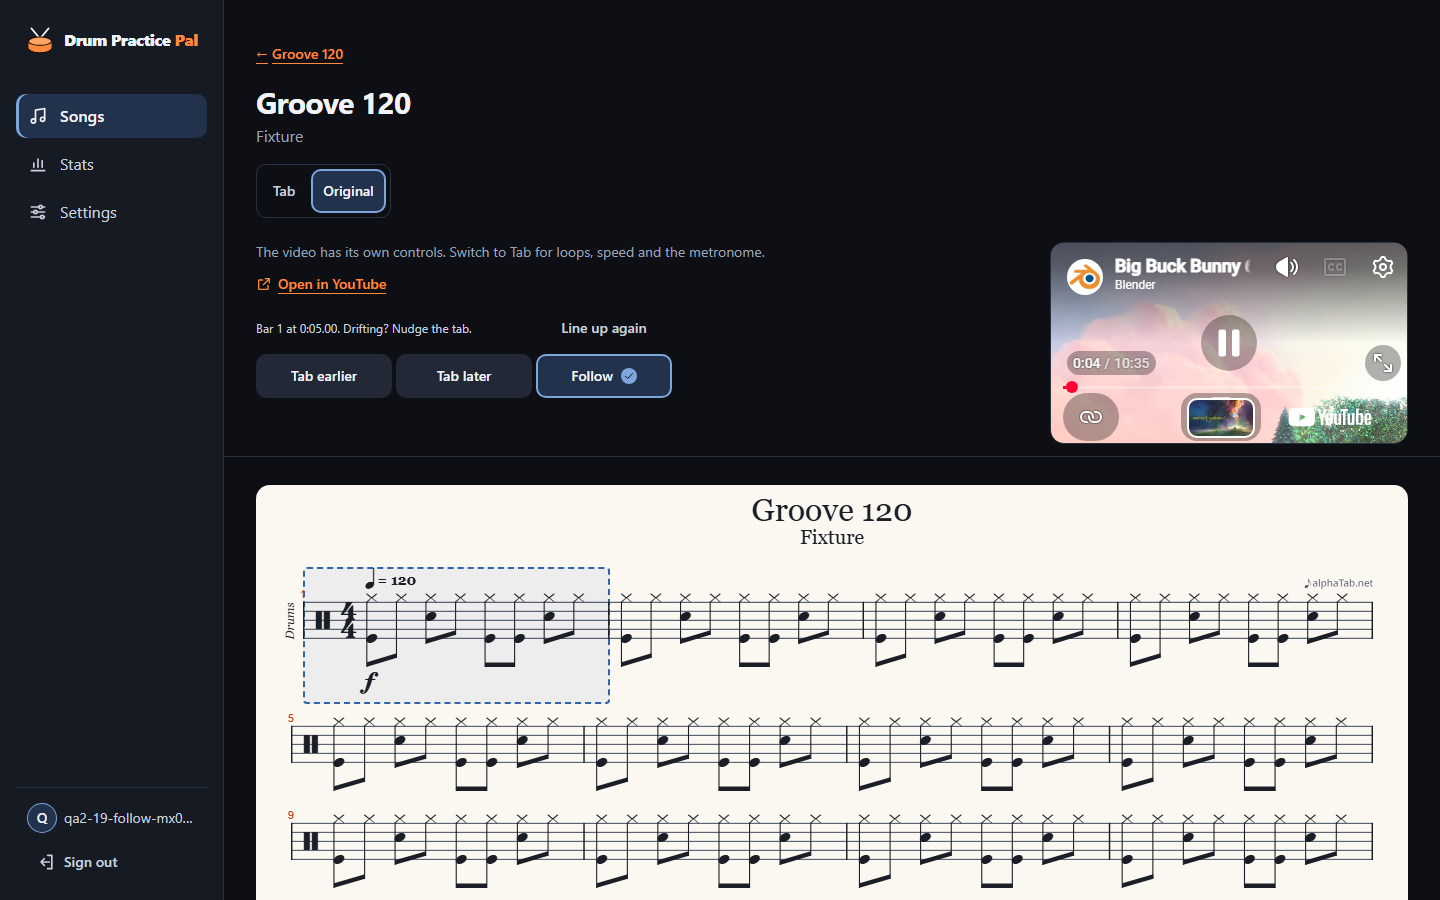 Drum Practice Pal
Songs
Stats
Settings
qa2-19-follow-mx0...
Sign out
← Groove 120
Groove 120
Fixture
Tab
Original
The video has its own controls. Switch to Tab for loops, speed and the metronome.
Open in YouTube
Bar 1 at 0:05.00. Drifting? Nudge the tab.
Line up again
Tab earlier
Tab later
Follow
Big Buck Bunny
Blender
CC
0:04 / 10:35
YouTube
Groove 120
Fixture
= 120
alphaTab.net
Drums
1
4
4
f
5
9